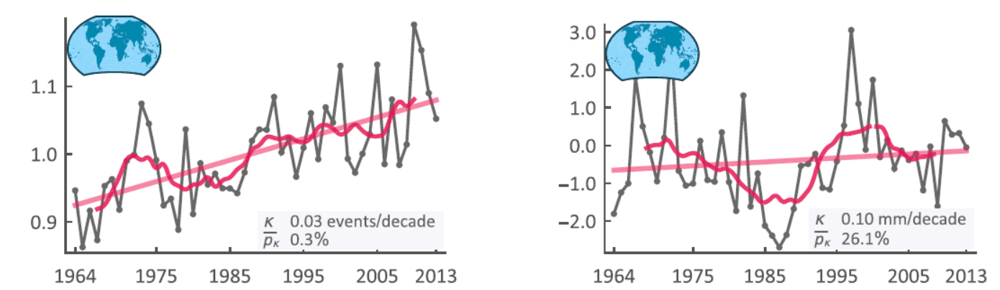 1.1
1.0
0.9
κ 0.03 events/decade
p̅κ 0.3%
1964 1975 1985 1995 2005 2013
3.0
2.0
1.0
0.0
−1.0
−2.0
κ 0.10 mm/decade
p̅κ 26.1%
1964 1975 1985 1995 2005 2013